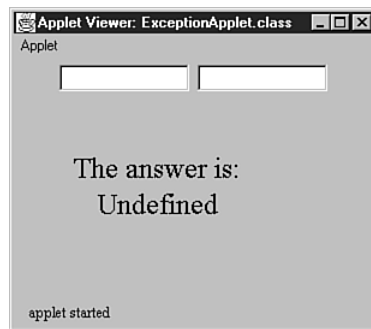 Applet Viewer: ExceptionApplet.class
Applet
The answer is:
Undefined
applet started